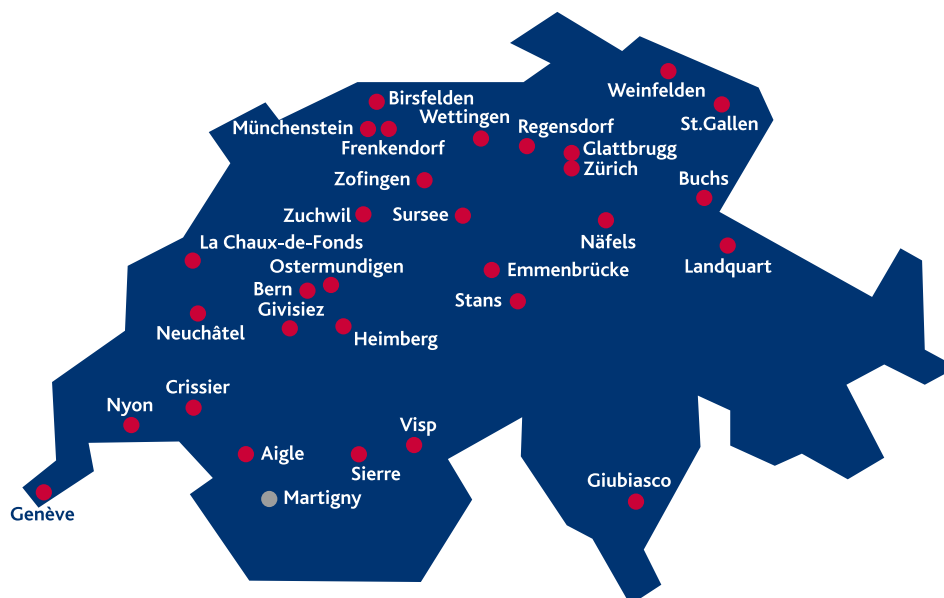 Weinfelden
Birsfelden
Wettingen
St.Gallen
Münchenstein
Regensdorf
Frenkendorf
Glattbrugg
Zürich
Zofingen
Buchs
Zuchwil
Sursee
La Chaux-de-Fonds
Näfels
Ostermundigen
Emmenbrücke
Landquart
Bern
Stans
Givisiez
Neuchâtel
Heimberg
Crissier
Nyon
Visp
Aigle
Sierre
Giubiasco
Martigny
Genève